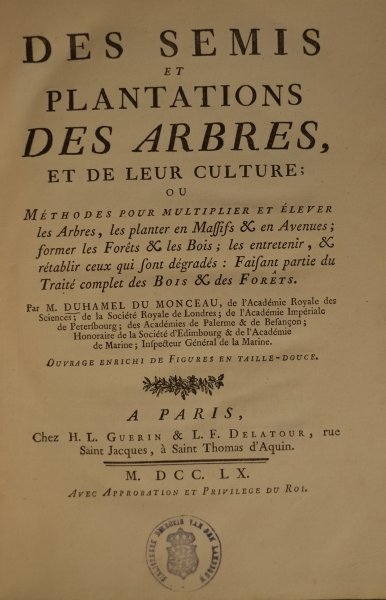 DES SEMIS
ET
PLANTATIONS
DES ARBRES,
ET DE LEUR CULTURE;
OU
MÉTHODES POUR MULTIPLIER ET ÉLEVER
les Arbres, les planter en Maſſifs & en Avenues;
former les Forêts & les Bois; les entretenir, &
rétablir ceux qui ſont dégradés: Faiſant partie du
Traité complet des BOIS & des FORÊTS.
Par M. DUHAMEL DU MONCEAU, de l'Académie Royale des
Sciences; de la Société Royale de Londres; de l'Académie Impériale
de Peterſbourg; des Académies de Palerme & de Beſançon;
Honoraire de la Société d'Edimbourg & de l'Académie
de Marine; Inſpecteur Général de la Marine.
OUVRAGE ENRICHI DE FIGURES EN TAILLE-DOUCE.
A PARIS,
Chez H. L. GUERIN & L. F. DELATOUR, rue
Saint Jacques, à Saint Thomas d'Aquin.
M. DCC. LX.
AVEC APPROBATION ET PRIVILEGE DU ROI.